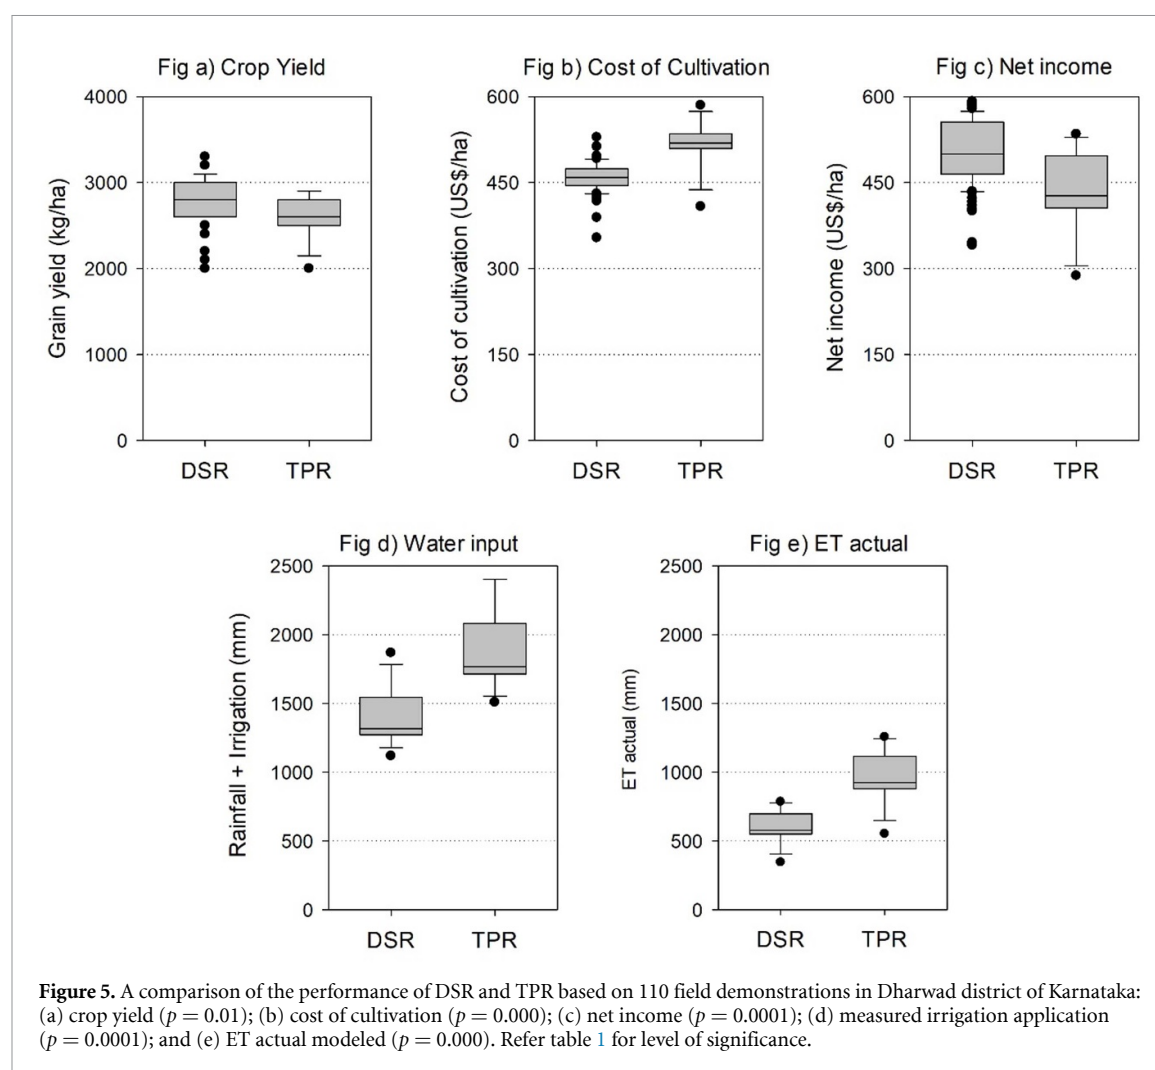 Fig a) Crop Yield
4000
3000
2000
1000
0
Grain yield (kg/ha)
DSR TPR
Fig b) Cost of Cultivation
600
450
300
150
0
Cost of cultivation (US$/ha)
DSR TPR
Fig c) Net income
600
450
300
150
0
Net income (US$/ha)
DSR TPR
Fig d) Water input
2500
2000
1500
1000
500
0
Rainfall + Irrigation (mm)
DSR TPR
Fig e) ET actual
2500
2000
1500
1000
500
0
ET actual (mm)
DSR TPR
Figure 5. A comparison of the performance of DSR and TPR based on 110 field demonstrations in Dharwad district of Karnataka:
(a) crop yield (p = 0.01); (b) cost of cultivation (p = 0.000); (c) net income (p = 0.0001); (d) measured irrigation application
(p = 0.0001); and (e) ET actual modeled (p = 0.000). Refer table 1 for level of significance.